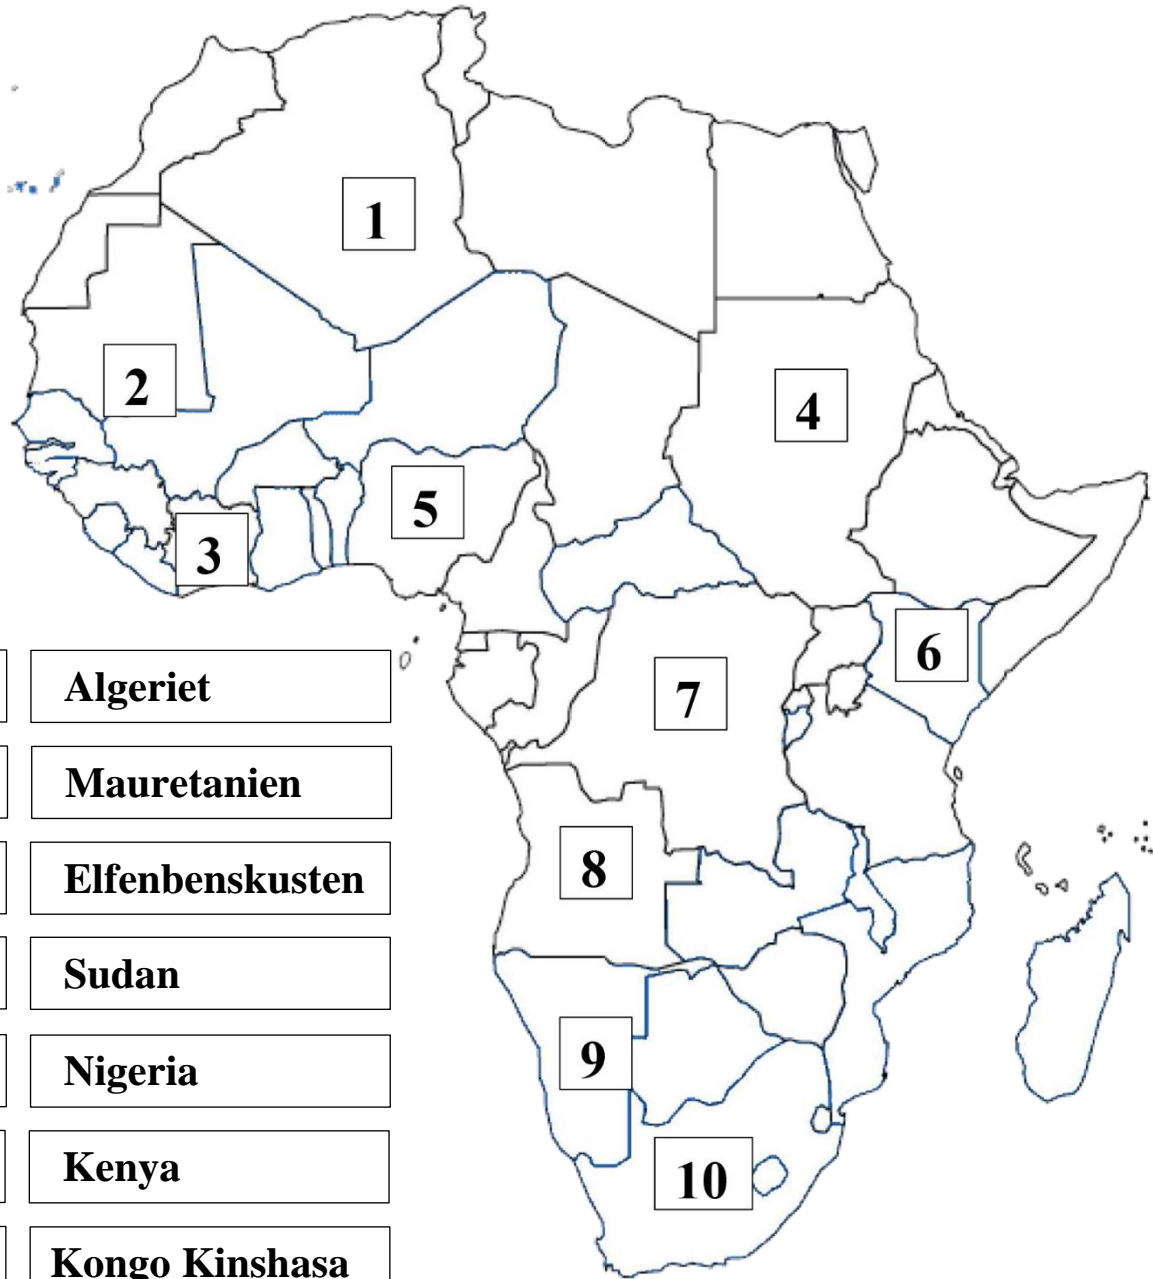 1
2
4
5
3
6
Algeriet
7
Mauretanien
8
Elfenbenskusten
Sudan
9
Nigeria
Kenya
10
Kongo Kinshasa